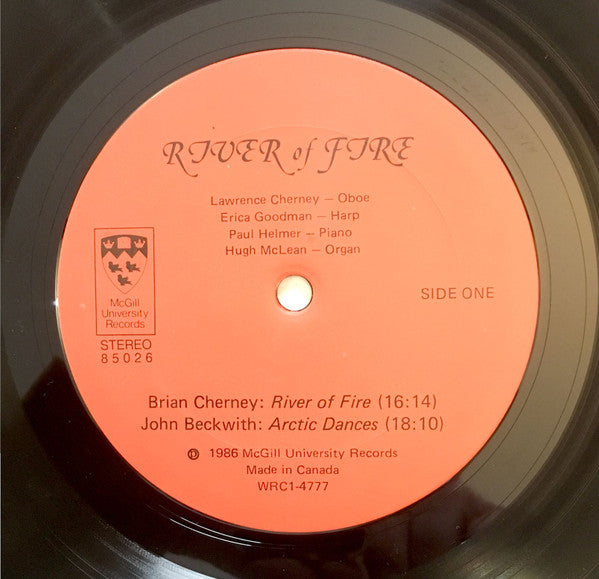 RIVER of FIRE
Lawrence Cherney — Oboe
Erica Goodman — Harp
Paul Helmer — Piano
Hugh McLean — Organ
McGill
University
Records
STEREO
85026
SIDE ONE
Brian Cherney: River of Fire (16:14)
John Beckwith: Arctic Dances (18:10)
℗ 1986 McGill University Records
Made in Canada
WRC1-4777